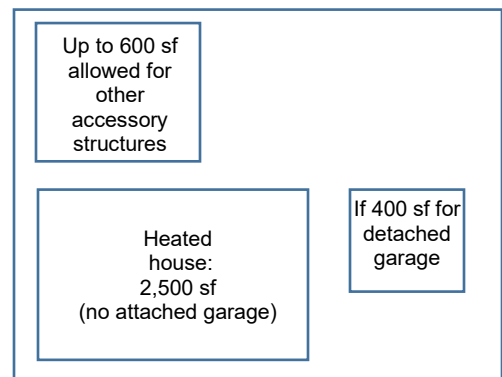 Up to 600 sf
allowed for
other
accessory
structures
Heated
house:
2,500 sf
(no attached garage)
If 400 sf for
detached
garage